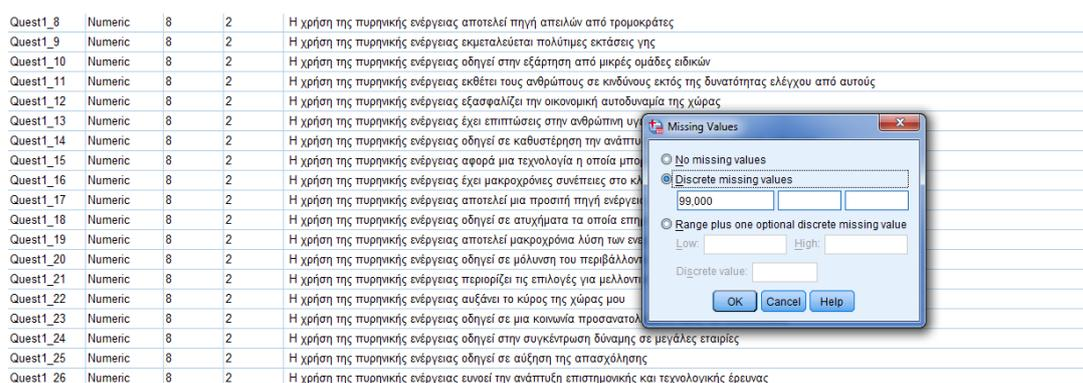 Quest1_8 Numeric 8 2 Η χρήση της πυρηνικής ενέργειας αποτελεί πηγή απειλών από τρομοκράτες
Quest1_9 Numeric 8 2 Η χρήση της πυρηνικής ενέργειας εκμεταλεύεται πολύτιμες εκτάσεις γης
Quest1_10 Numeric 8 2 Η χρήση της πυρηνικής ενέργειας οδηγεί στην εξάρτηση από μικρές ομάδες ειδικών
Quest1_11 Numeric 8 2 Η χρήση της πυρηνικής ενέργειας εκθέτει τους ανθρώπους σε κινδύνους εκτός της δυνατότητας ελέγχου από αυτούς
Quest1_12 Numeric 8 2 Η χρήση της πυρηνικής ενέργειας εξασφαλίζει την οικονομική αυτοδυναμία της χώρας
Quest1_13 Numeric 8 2 Η χρήση της πυρηνικής ενέργειας έχει επιπτώσεις στην ανθρώπινη υγε
Quest1_14 Numeric 8 2 Η χρήση της πυρηνικής ενέργειας οδηγεί σε καθυστέρηση την ανάπτυ
Quest1_15 Numeric 8 2 Η χρήση της πυρηνικής ενέργειας αφορά μια τεχνολογία η οποία μπο
Quest1_16 Numeric 8 2 Η χρήση της πυρηνικής ενέργειας έχει μακροχρόνιες συνέπειες στο κλ
Quest1_17 Numeric 8 2 Η χρήση της πυρηνικής ενέργειας αποτελεί μια προσιτή πηγή ενέργει
Quest1_18 Numeric 8 2 Η χρήση της πυρηνικής ενέργειας οδηγεί σε ατυχήματα τα οποία επη
Quest1_19 Numeric 8 2 Η χρήση της πυρηνικής ενέργειας αποτελεί μακροχρόνια λύση των ενε
Quest1_20 Numeric 8 2 Η χρήση της πυρηνικής ενέργειας οδηγεί σε μόλυνση του περιβάλλοντ
Quest1_21 Numeric 8 2 Η χρήση της πυρηνικής ενέργειας περιορίζει τις επιλογές για μελλοντι
Quest1_22 Numeric 8 2 Η χρήση της πυρηνικής ενέργειας αυξάνει το κύρος της χώρας μου
Quest1_23 Numeric 8 2 Η χρήση της πυρηνικής ενέργειας οδηγεί σε μια κοινωνία προσανατολ
Quest1_24 Numeric 8 2 Η χρήση της πυρηνικής ενέργειας οδηγεί στην συγκέντρωση δύναμης σε μεγάλες εταιρίες
Quest1_25 Numeric 8 2 Η χρήση της πυρηνικής ενέργειας οδηγεί σε αύξηση της απασχόλησης
Quest1_26 Numeric 8 2 Η χρήση της πυρηνικής ενέργειας ευνοεί την ανάπτυξη επιστημονικής και τεχνολογικής έρευνας
Missing Values
No missing values
Discrete missing values
99,000
Range plus one optional discrete missing value
Low: High:
Discrete value:
OK Cancel Help